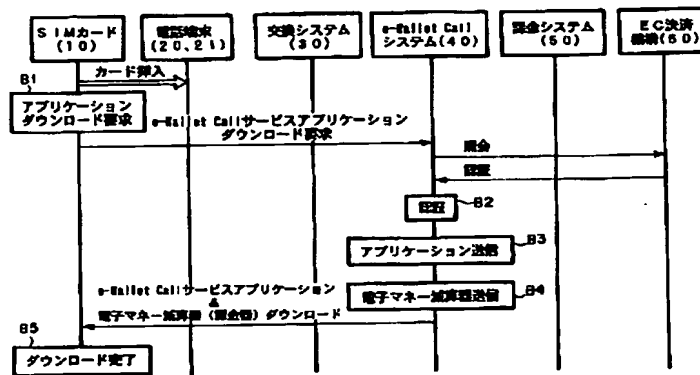 SIMカード
(10)
電話端末
(20,21)
交換システム
(30)
e-Wallet Call
システム(40)
課金システム
(50)
EC決済
機構(60)
カード挿入
B1
アプリケーション
ダウンロード要求
e-Wallet Callサービスアプリケーション
ダウンロード要求
照会
認証
認証
B2
アプリケーション送信
B3
電子マネー減算器送信
B4
e-Wallet Callサービスアプリケーション
&
電子マネー減算器(課金器)ダウンロード
B5
ダウンロード完了